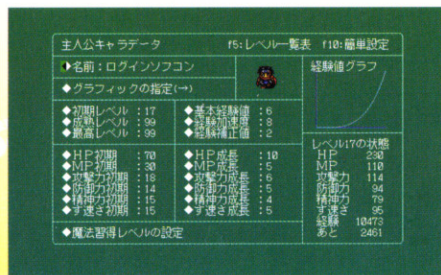 主人公キャラデータ f5:レベル一覧表 f10:簡単設定
◆名前：ログインソフコン
◆グラフィックの指定(→)
◆初期レベル：17 ◆基本経験値：6
◆成熟レベル：99 ◆経験加速度：8
◆最高レベル：99 ◆経験補正値：2
◆HP初期：70 ◆HP成長：10
◆MP初期：30 ◆MP成長：5
◆攻撃力初期：18 ◆攻撃力成長：6
◆防御力初期：14 ◆防御力成長：5
◆精神力初期：15 ◆精神力成長：4
◆す速さ初期：15 ◆す速さ成長：5
◆魔法習得レベルの設定
経験値グラフ
レベル17の状態
HP 230
MP 110
攻撃力 114
防御力 94
精神力 79
す速さ 95
経験 10473
あと 2461